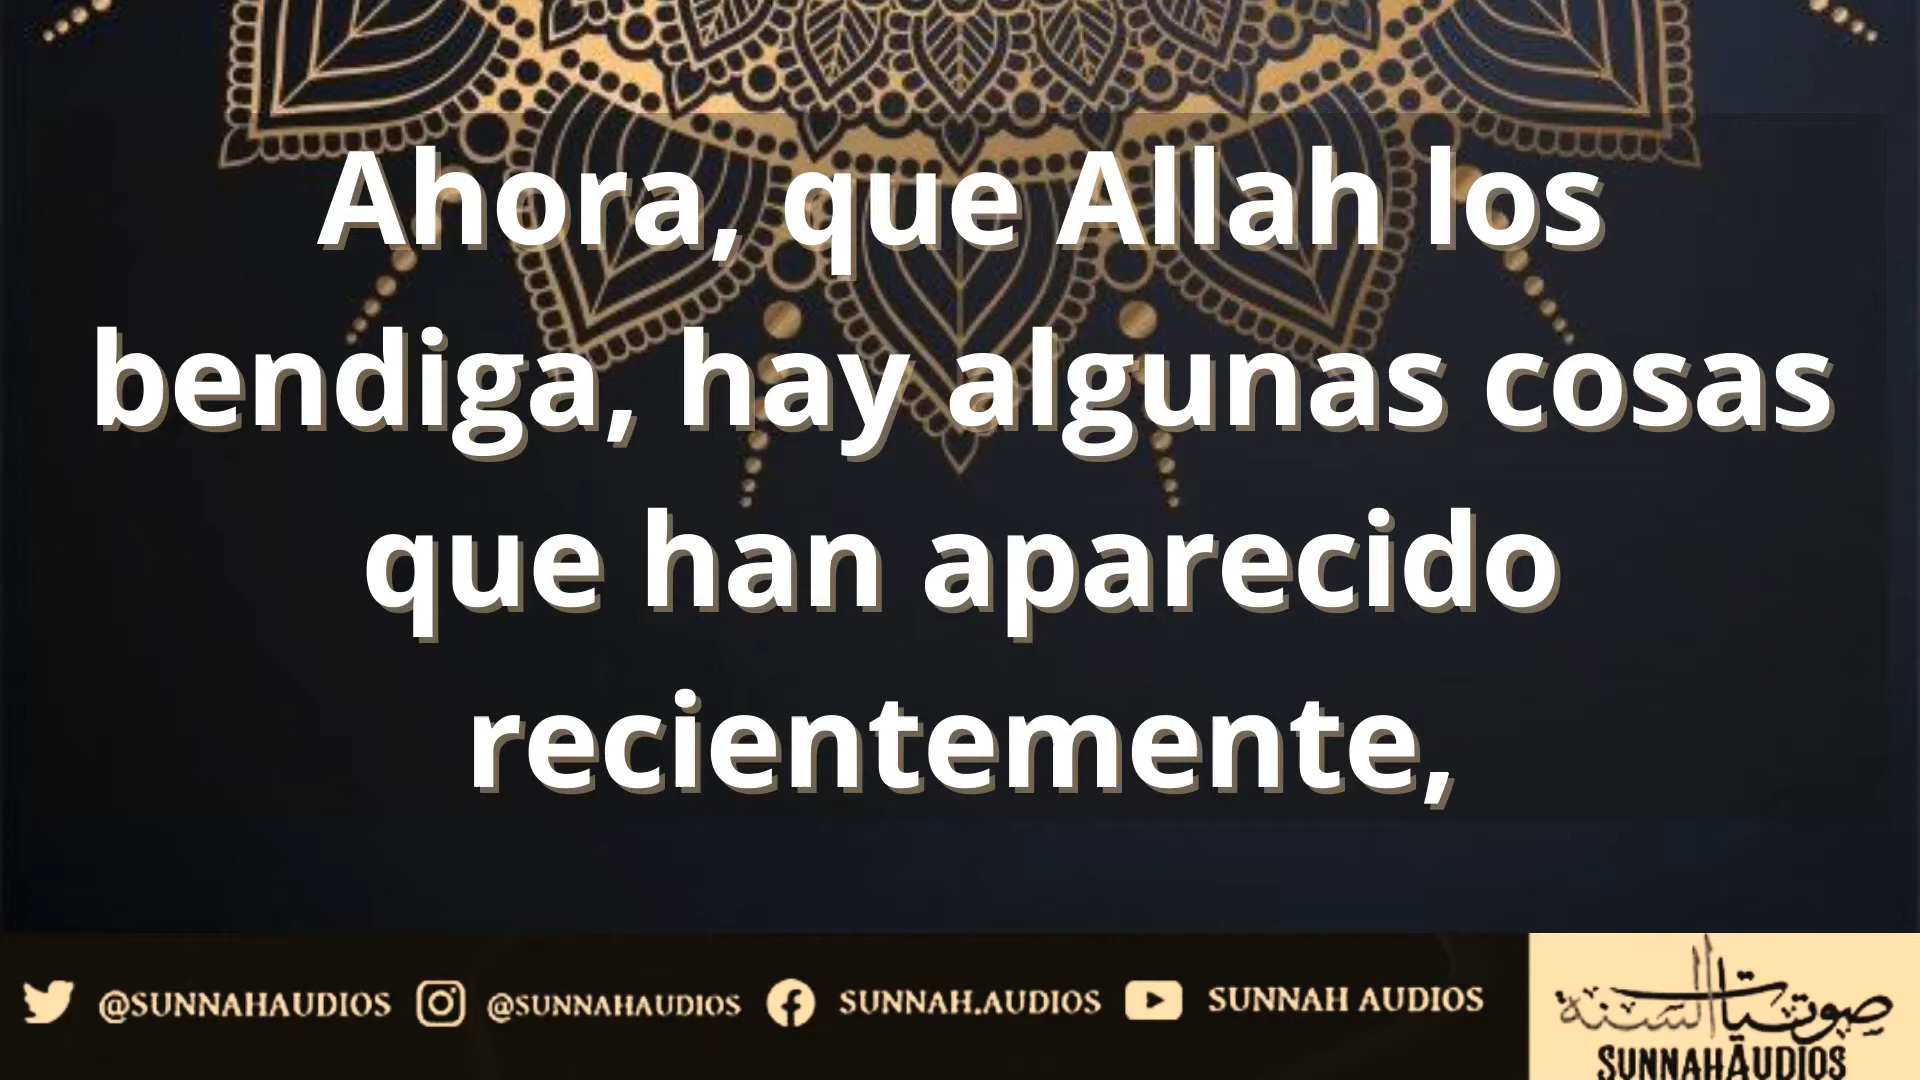 Ahora, que Allah los
bendiga, hay algunas cosas
que han aparecido
recientemente,
@SUNNAHAUDIOS @SUNNAHAUDIOS SUNNAH.AUDIOS SUNNAH AUDIOS
صوتيات السنة
SUNNAHAUDIOS